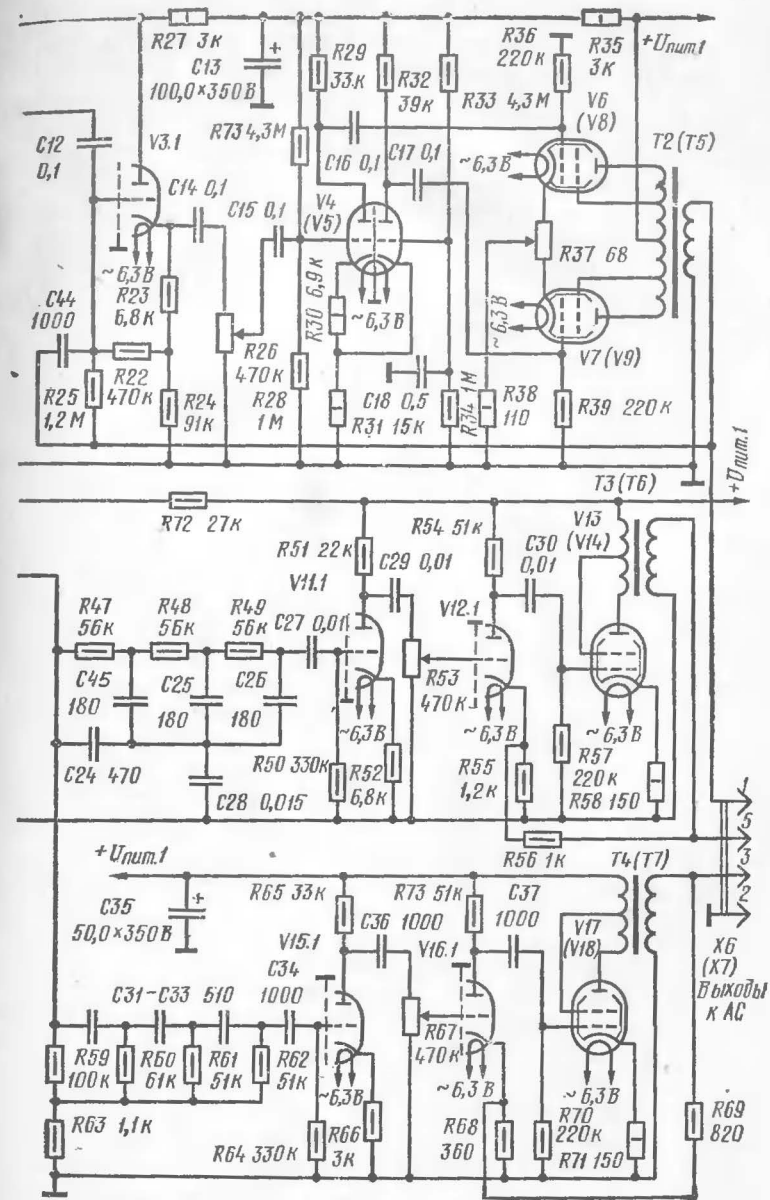 R27 3к
C13
100,0×350В
R29
33к
R32
39к
R33 4,3М
R36
220к
R35
3к
+Uпит.1
V6
(V8)
T2(T5)
C12
0,1
V3.1
R73 4,3М
C16 0,1
C17 0,1
~6,3В
C14 0,1
C15 0,1
V4
(V5)
R37 68
~6,3В
R23
6,8к
R30 6,9к
~6,3В
~6,3В
V7(V9)
C44
1000
R22
470к
R26
470к
R25
1,2М
R24
91к
R28
1М
C18 0,5
R31 15к
R34 1М
R38
110
R39 220к
T3(T6)
+Uпит.1
R72 27к
R51 22к
R54 51к
C29 0,01
C30
0,01
V13
(V14)
V11.1
V12.1
R47
56к
R48
56к
R49
56к
C27 0,01
R53
470к
C45
180
C25
180
C26
180
~6,3В
~6,3В
~6,3В
C24 470
C28 0,015
R50 330к
R52
6,8к
R55
1,2к
R57
220к
R58 150
1
5
3
2
R56 1к
+Uпит.1
T4(T7)
C35
50,0×350В
R65 33к
R73 51к
C36
1000
C37
1000
V17
(V18)
V15.1
V16.1
X6
(X7)
Выходы
к АС
C31-C33 510
C34
1000
R67
470к
R59
100к
R60
61к
R61
51к
R62
51к
~6,3В
~6,3В
~6,3В
R63 1,1к
R64 330к
R66
3к
R68
360
R70
220к
R71 150
R69
820